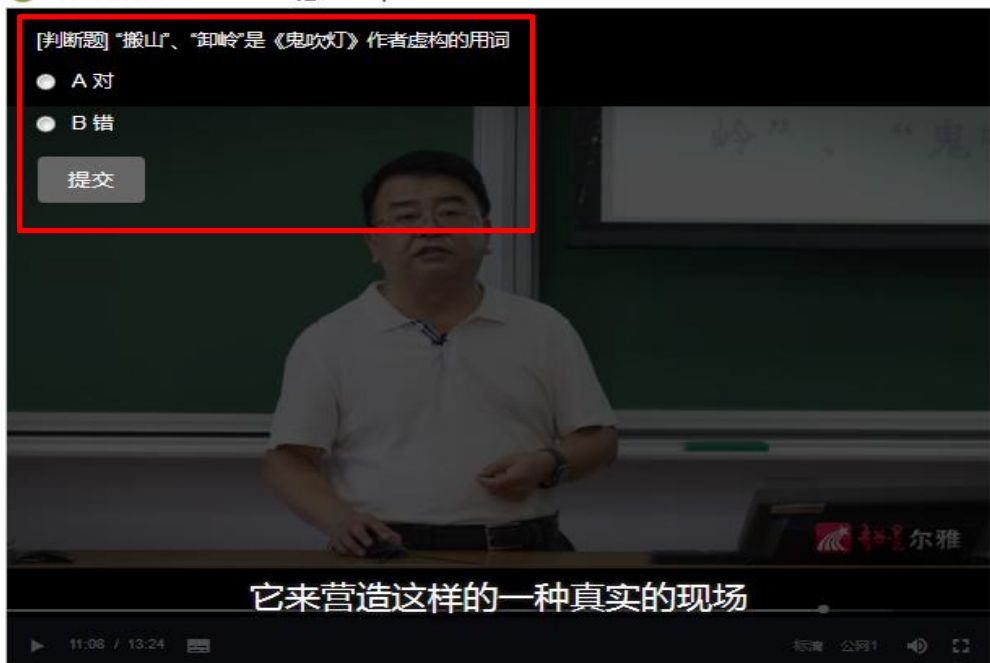 [判断题] “搬山”、“卸岭”是《鬼吹灯》作者虚构的用词
A 对
B 错
提交
岭”、“鬼
尔雅
它来营造这样的一种真实的现场
11:08 / 13:24
标清 公网1